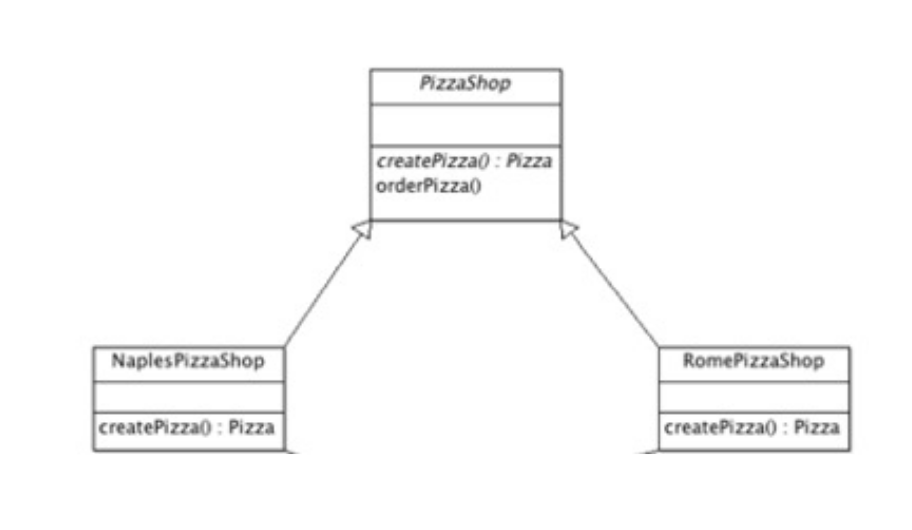 PizzaShop
createPizza() : Pizza
orderPizza()
NaplesPizzaShop
createPizza() : Pizza
RomePizzaShop
createPizza() : Pizza